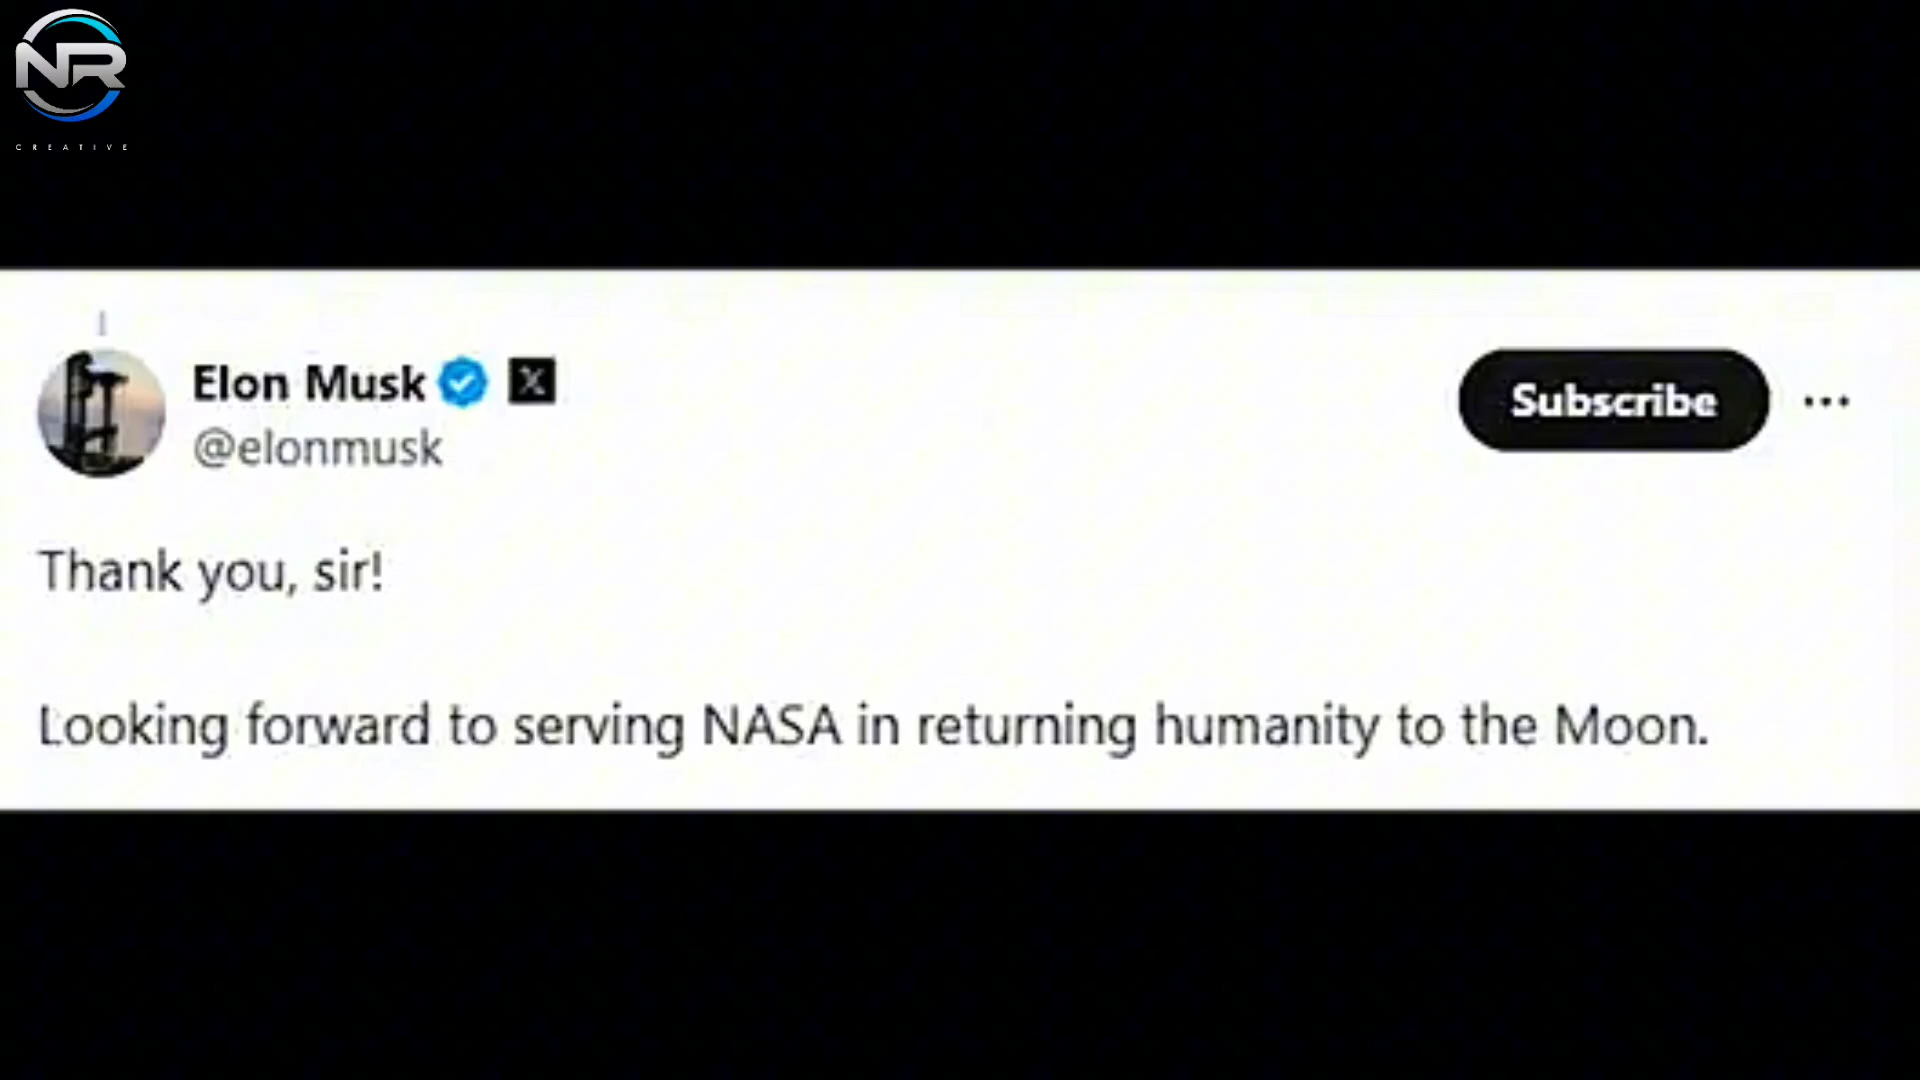 NR
CREATIVE
Elon Musk
@elonmusk
Subscribe
Thank you, sir!
Looking forward to serving NASA in returning humanity to the Moon.